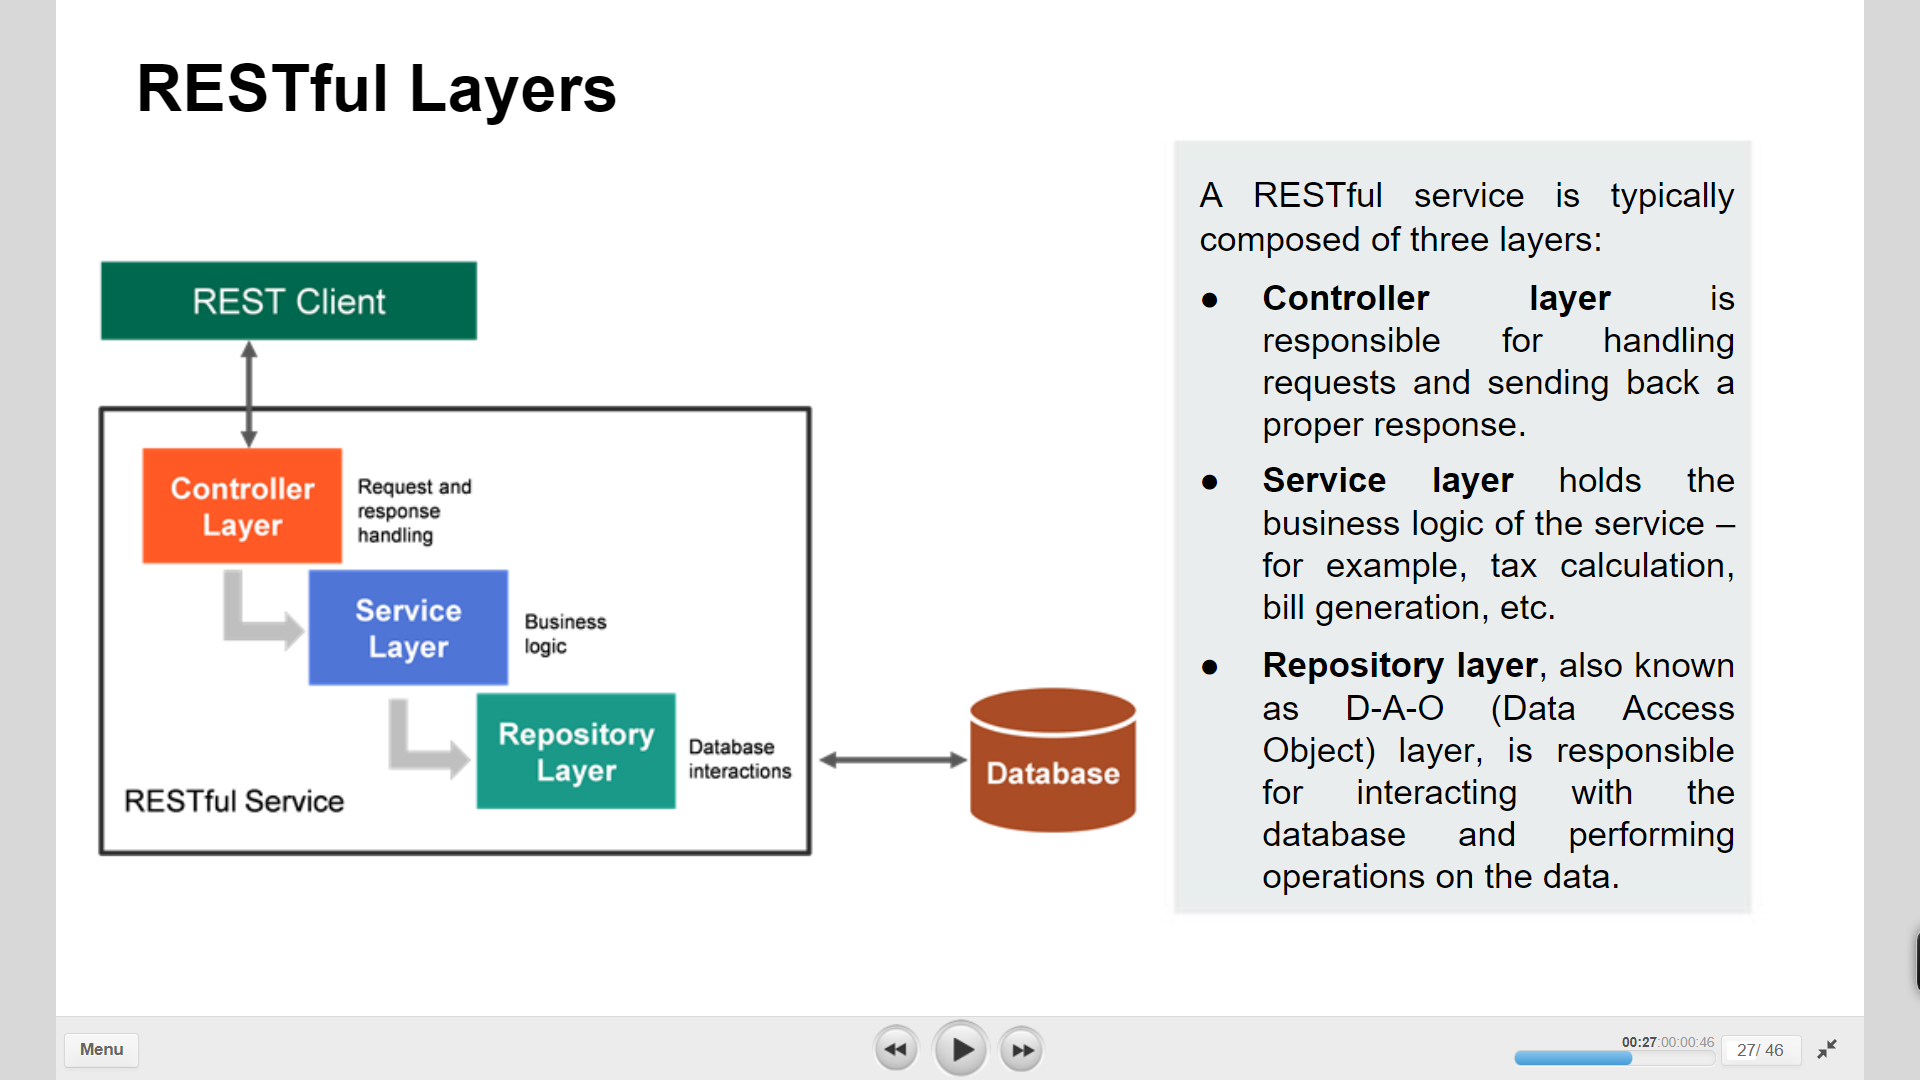 RESTful Layers
REST Client
Controller
Layer
Request and
response
handling
Service
Layer
Business
logic
Repository
Layer
Database
interactions
RESTful Service
Database
A RESTful service is typically
composed of three layers:
● Controller layer is
responsible for handling
requests and sending back a
proper response.
● Service layer holds the
business logic of the service –
for example, tax calculation,
bill generation, etc.
● Repository layer, also known
as D-A-O (Data Access
Object) layer, is responsible
for interacting with the
database and performing
operations on the data.
Menu
00:27:00:00:46
27/ 46